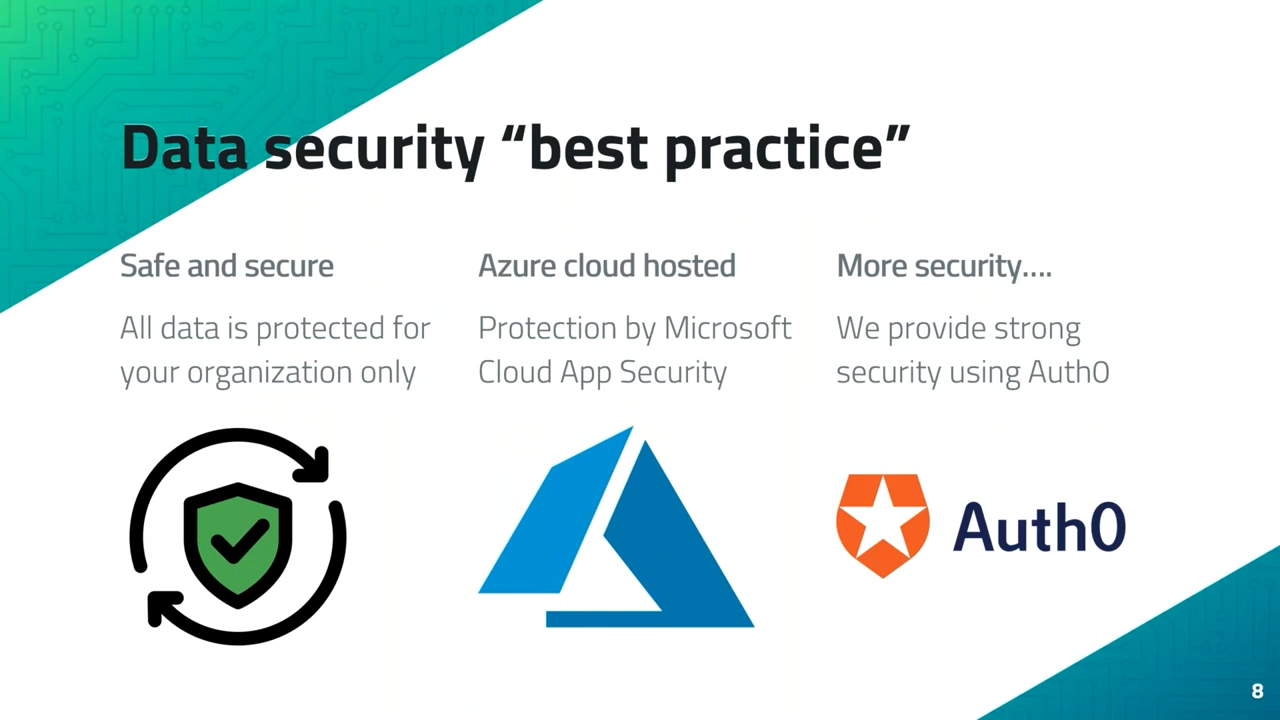 Data security “best practice”
Safe and secure
All data is protected for
your organization only
Azure cloud hosted
Protection by Microsoft
Cloud App Security
More security....
We provide strong
security using Auth0
Auth0
8